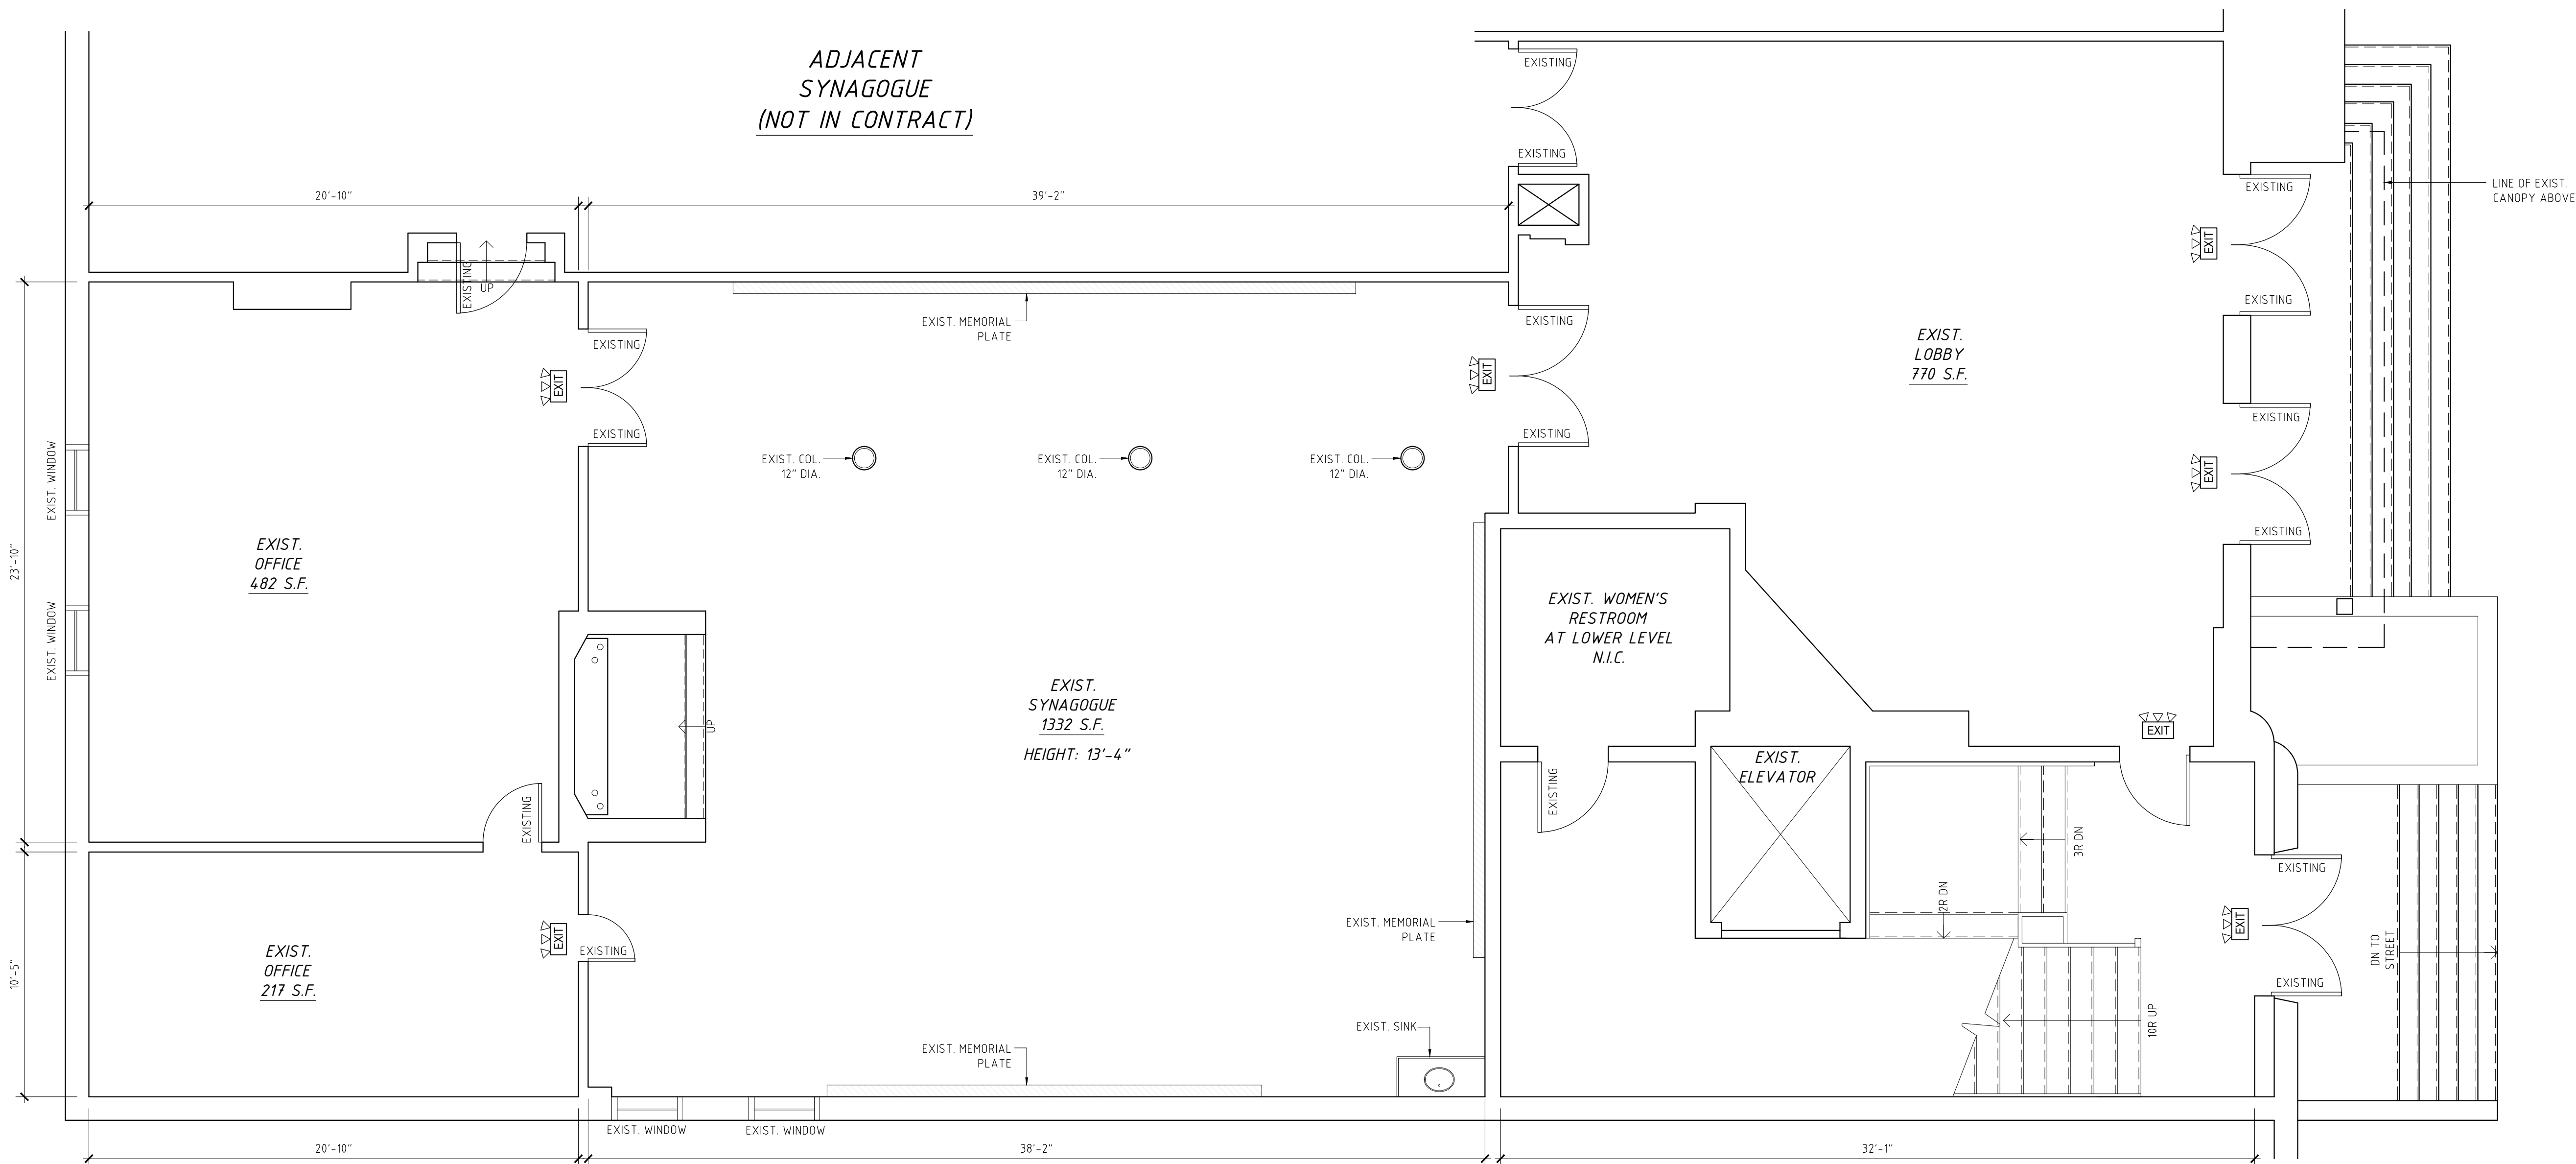 ADJACENT
SYNAGOGUE
(NOT IN CONTRACT)
EXISTING
EXISTING
20'-10"
39'-2"
EXISTING
LINE OF EXIST.
CANOPY ABOVE
EXIT
EXISTING
EXISTING
UP
EXIST. MEMORIAL
PLATE
EXISTING
EXISTING
EXIST.
LOBBY
770 S.F.
EXIT
EXIT
EXISTING
EXISTING
EXISTING
EXIST. COL.
12" DIA.
EXIST. COL.
12" DIA.
EXIST. COL.
12" DIA.
EXIT
EXISTING
EXIST. WINDOW
23'-10"
EXIST.
OFFICE
482 S.F.
EXIST. WINDOW
EXIST. WOMEN'S
RESTROOM
AT LOWER LEVEL
N.I.C.
EXIST.
SYNAGOGUE
1332 S.F.
HEIGHT: 13'-4"
UP
EXIT
EXIST.
ELEVATOR
EXISTING
EXISTING
3R DN
2R DN
EXISTING
EXIST. MEMORIAL
PLATE
EXIT
EXISTING
EXIT
DN TO
STREET
EXIST.
OFFICE
217 S.F.
10'-5"
EXISTING
10R UP
EXIST. SINK
EXIST. MEMORIAL
PLATE
EXIST. WINDOW
EXIST. WINDOW
20'-10"
38'-2"
32'-1"